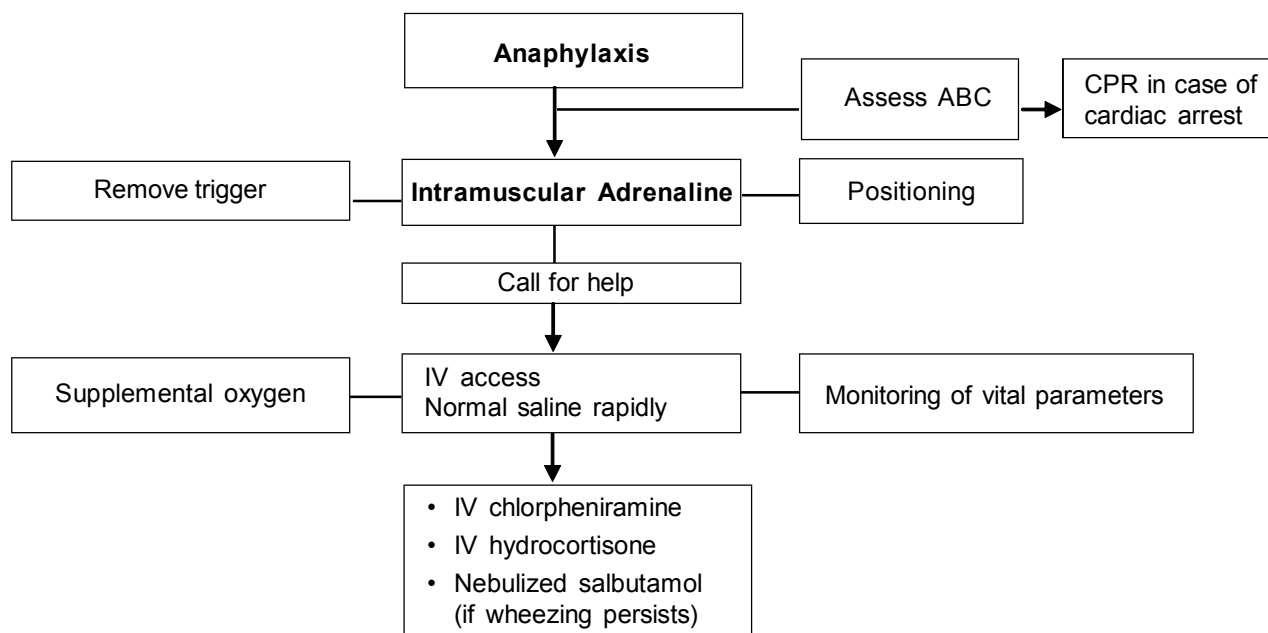 Anaphylaxis
Assess ABC
CPR in case of
cardiac arrest
Remove trigger
Intramuscular Adrenaline
Positioning
Call for help
Supplemental oxygen
IV access
Normal saline rapidly
Monitoring of vital parameters
• IV chlorpheniramine
• IV hydrocortisone
• Nebulized salbutamol
(if wheezing persists)